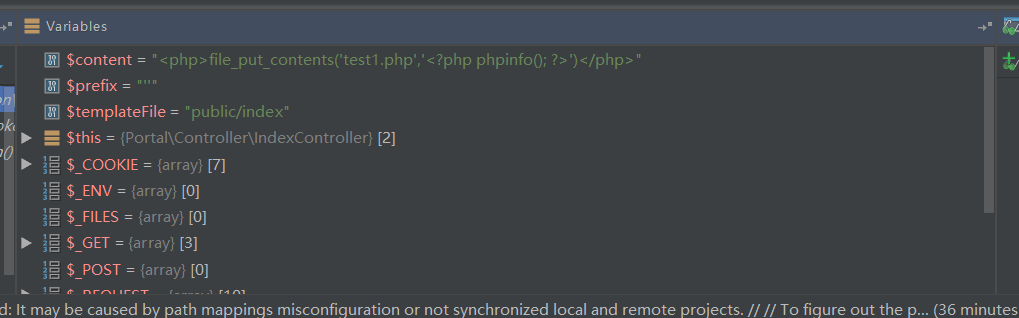 Variables
$content = "<php>file_put_contents('test1.php','<?php phpinfo(); ?>')</php>"
$prefix = "''"
$templateFile = "public/index"
$this = {Portal\Controller\IndexController} [2]
$_COOKIE = {array} [7]
$_ENV = {array} [0]
$_FILES = {array} [0]
$_GET = {array} [3]
$_POST = {array} [0]
$_REQUEST = {array} [10]
d: It may be caused by path mappings misconfiguration or not synchronized local and remote projects. // // To figure out the p... (36 minutes